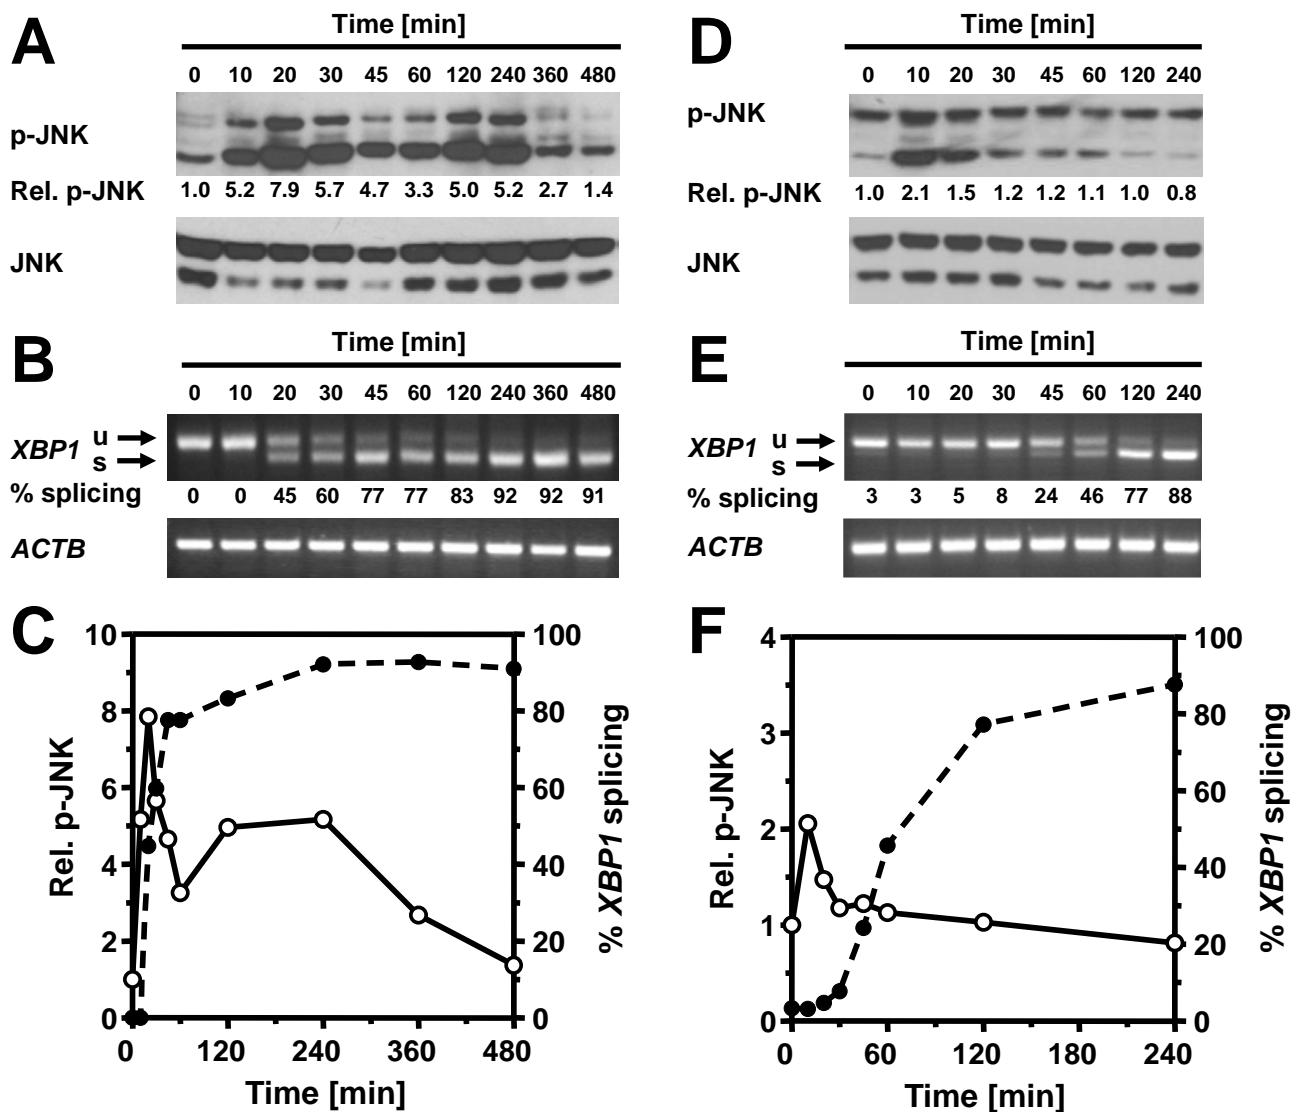 A
Time [min]
0 10 20 30 45 60 120 240 360 480
p-JNK
Rel. p-JNK 1.0 5.2 7.9 5.7 4.7 3.3 5.0 5.2 2.7 1.4
JNK
B
Time [min]
0 10 20 30 45 60 120 240 360 480
XBP1 u
s
% splicing 0 0 45 60 77 77 83 92 92 91
ACTB
C
10
8
6
4
2
0
Rel. p-JNK
100
80
60
40
20
0
% XBP1 splicing
0 120 240 360 480
Time [min]
D
Time [min]
0 10 20 30 45 60 120 240
p-JNK
Rel. p-JNK 1.0 2.1 1.5 1.2 1.2 1.1 1.0 0.8
JNK
E
Time [min]
0 10 20 30 45 60 120 240
XBP1 u
s
% splicing 3 3 5 8 24 46 77 88
ACTB
F
4
3
2
1
0
Rel. p-JNK
100
80
60
40
20
0
% XBP1 splicing
0 60 120 180 240
Time [min]